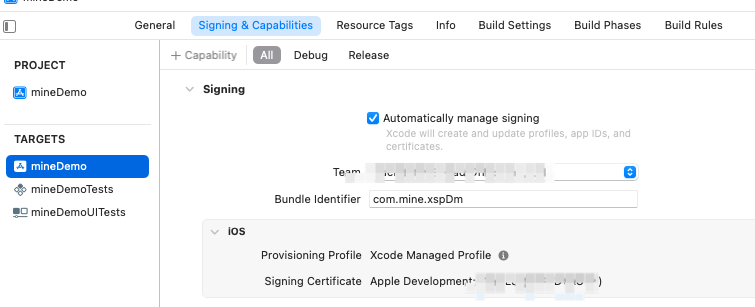 mineDemo
General Signing & Capabilities Resource Tags Info Build Settings Build Phases Build Rules
+ Capability All Debug Release
PROJECT
mineDemo
TARGETS
mineDemo
mineDemoTests
mineDemoUITests
Signing
Automatically manage signing
Xcode will create and update profiles, app IDs, and
certificates.
Team
Bundle Identifier com.mine.xspDm
iOS
Provisioning Profile Xcode Managed Profile
Signing Certificate Apple Development: )